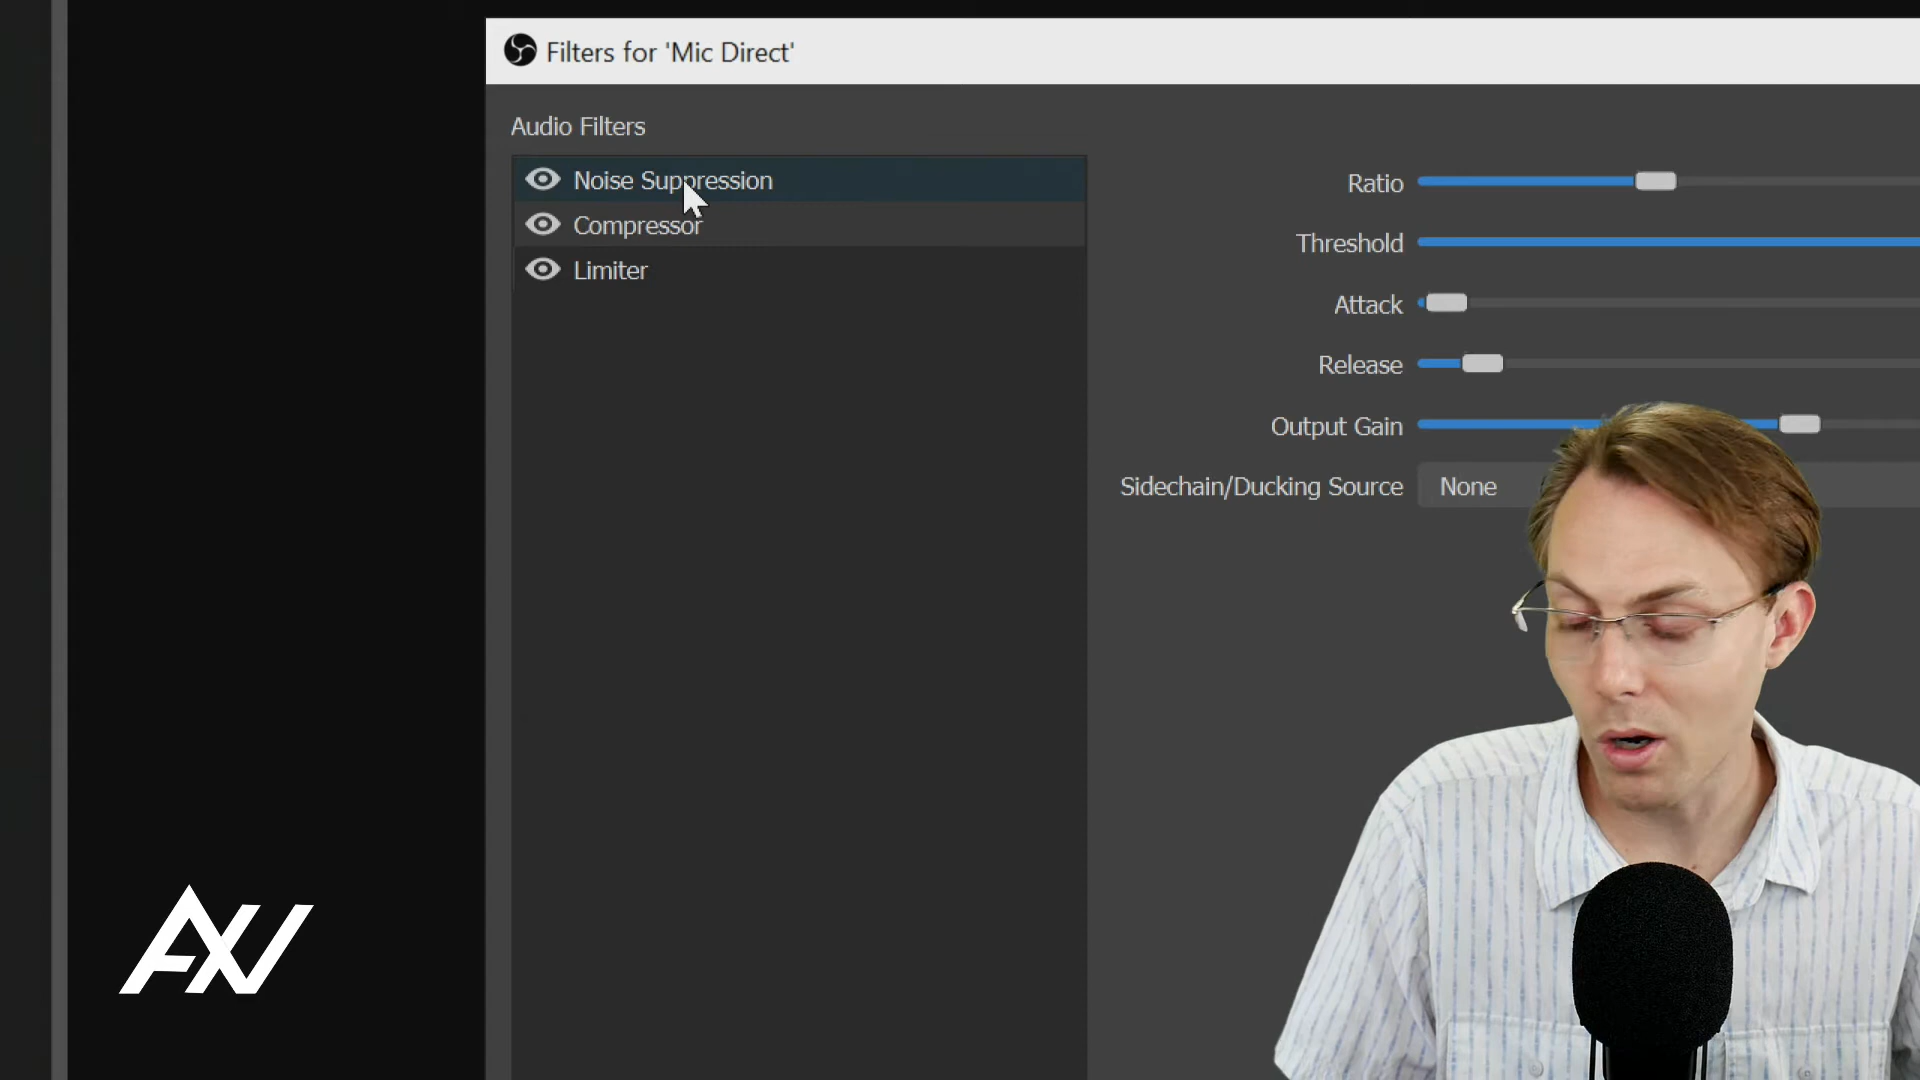 Filters for 'Mic Direct'
Audio Filters
Noise Suppression
Compressor
Limiter
Ratio
Threshold
Attack
Release
Output Gain
Sidechain/Ducking Source
None